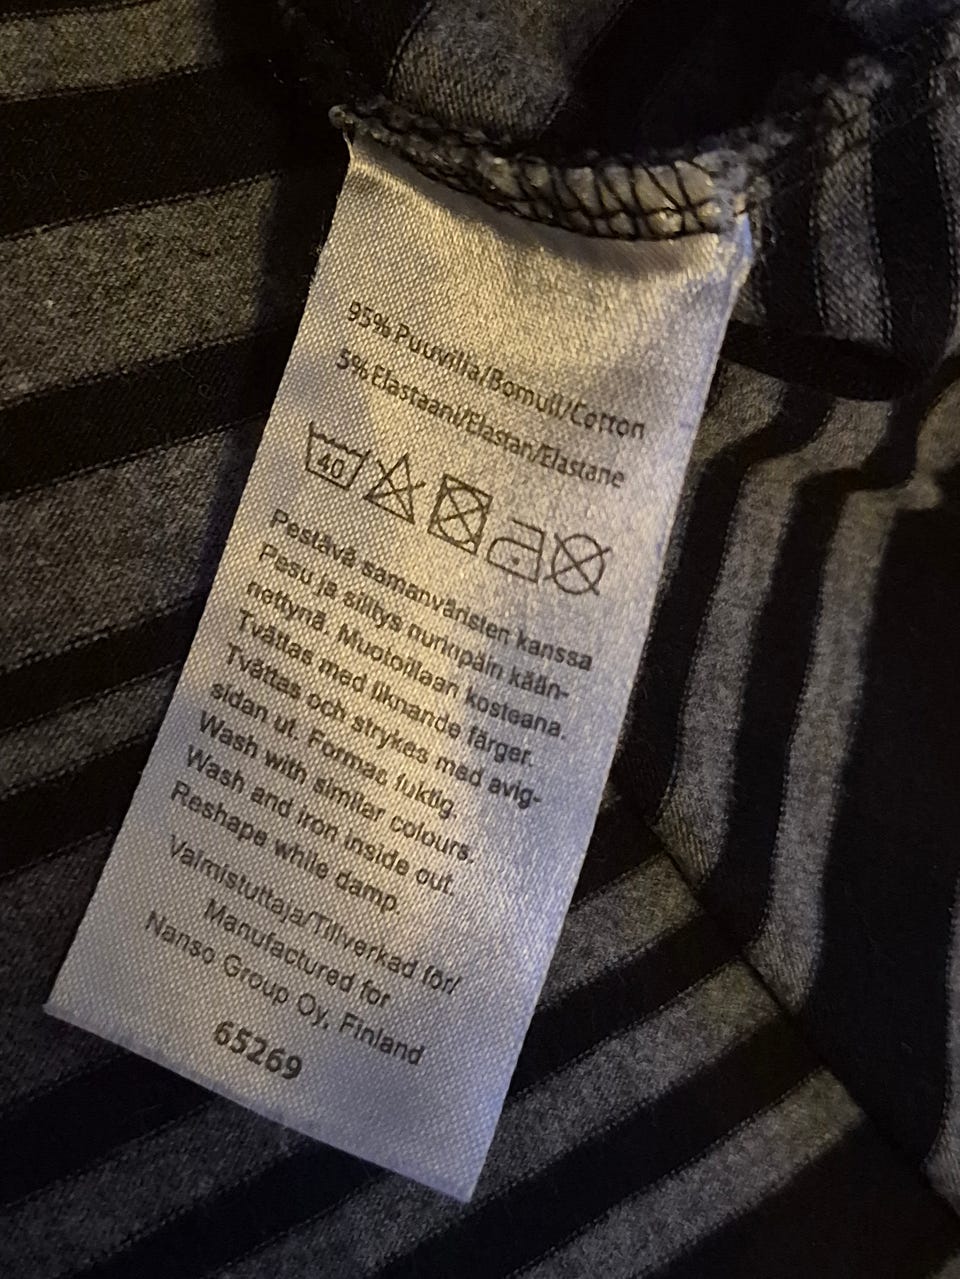 95% Puuvilla/Bomull/Cotton
5% Elastaani/Elastan/Elastane
40
Pestävä samanväristen kanssa
Pesu ja silitys nurinpäin kään-
nettynä. Muotoillaan kosteana.
Tvättas med liknande färger.
Tvättas och strykes med avig-
sidan ut. Formas fuktig.
Wash with similar colours.
Wash and iron inside out.
Reshape while damp.
Valmistuttaja/Tillverkad för/
Manufactured for
Nanso Group Oy, Finland
65269